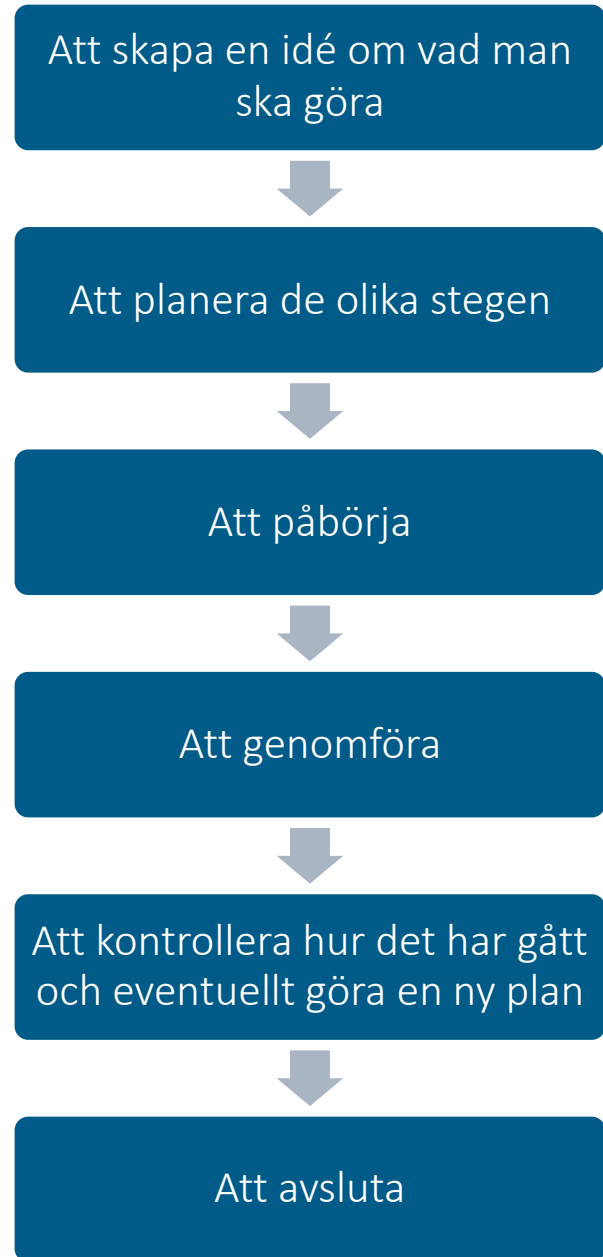 Att skapa en idé om vad man
ska göra
Att planera de olika stegen
Att påbörja
Att genomföra
Att kontrollera hur det har gått
och eventuellt göra en ny plan
Att avsluta